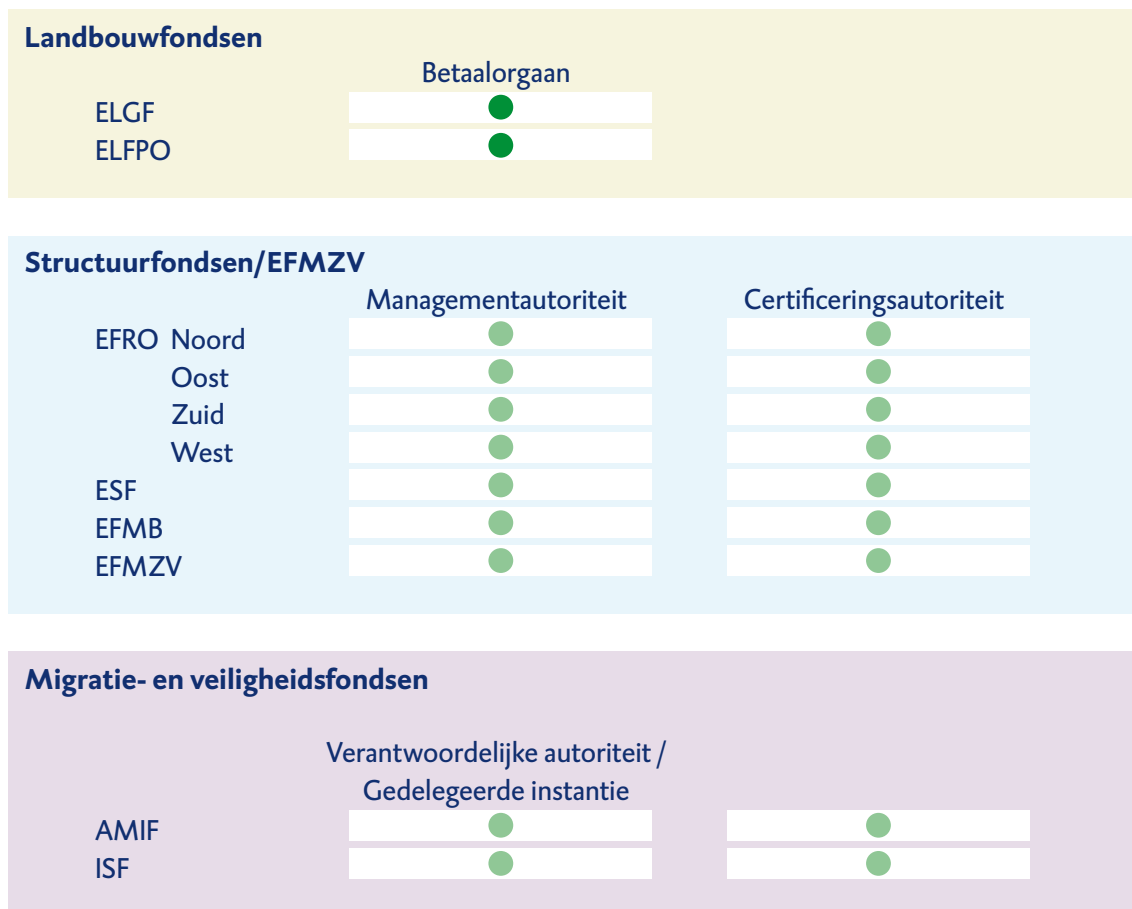 Landbouwfondsen
Betaalorgaan
ELGF
ELFPO
Structuurfondsen/EFMZV
Managementautoriteit Certificeringsautoriteit
EFRO Noord
Oost
Zuid
West
ESF
EFMB
EFMZV
Migratie- en veiligheidsfondsen
Verantwoordelijke autoriteit /
Gedelegeerde instantie
AMIF
ISF